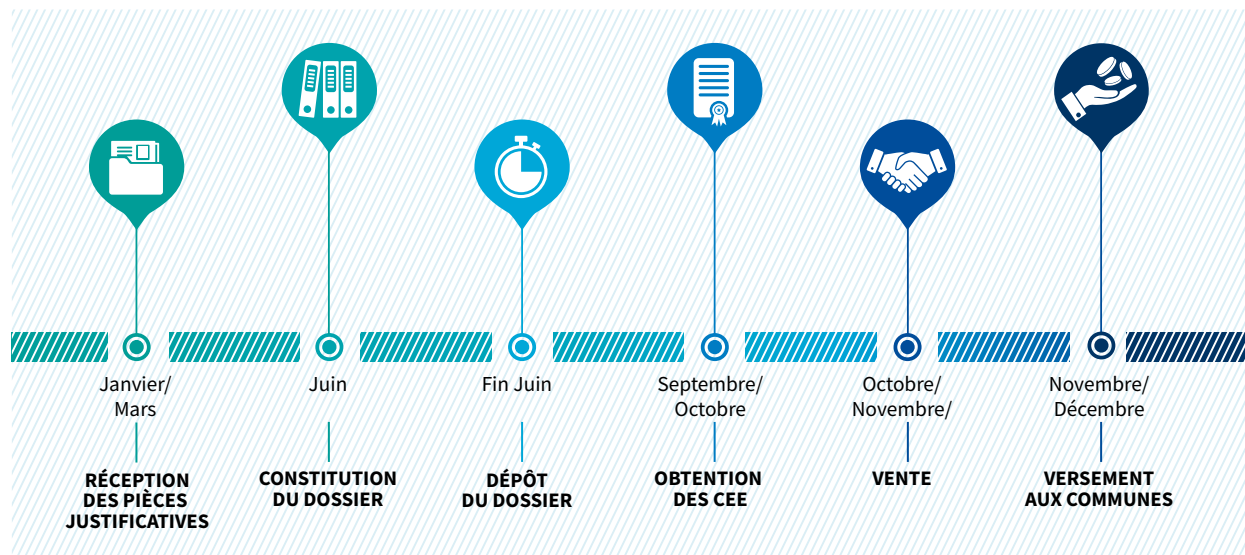 Janvier/
Mars
RÉCEPTION
DES PIÈCES
JUSTIFICATIVES
Juin
CONSTITUTION
DU DOSSIER
Fin Juin
DÉPÔT
DU DOSSIER
Septembre/
Octobre
OBTENTION
DES CEE
Octobre/
Novembre/
VENTE
Novembre/
Décembre
VERSEMENT
AUX COMMUNES